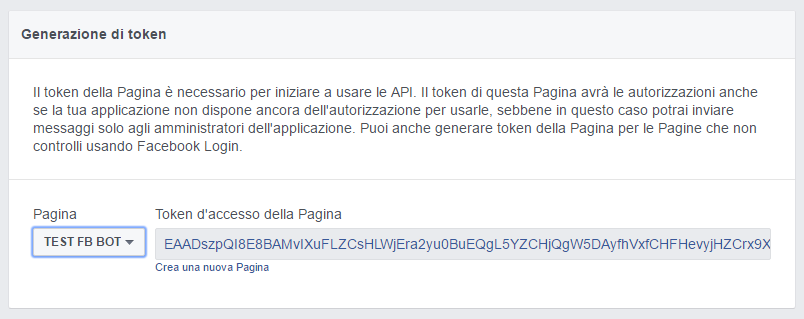 Generazione di token
Il token della Pagina è necessario per iniziare a usare le API. Il token di questa Pagina avrà le autorizzazioni anche
se la tua applicazione non dispone ancora dell'autorizzazione per usarle, sebbene in questo caso potrai inviare
messaggi solo agli amministratori dell'applicazione. Puoi anche generare token della Pagina per le Pagine che non
controlli usando Facebook Login.
Pagina
Token d'accesso della Pagina
TEST FB BOT
EAADszpQI8E8BAMvIXuFLZCsHLWjEra2yu0BuEQgL5YZCHjQgW5DAyfhVxfCHFHevyjHZCrx9X
Crea una nuova Pagina